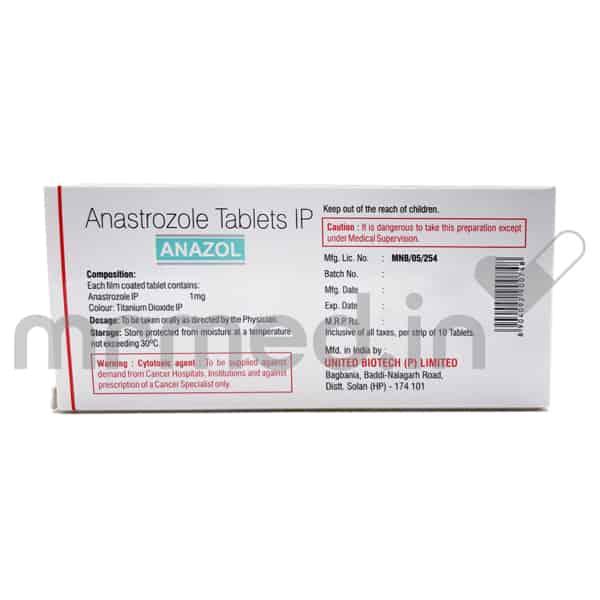 Anastrozole Tablets IP
ANAZOL
Composition:
Each film coated tablet contains:
Anastrozole IP 1mg
Colour: Titanium Dioxide IP
Dosage: To be taken orally as directed by the Physician.
Storage: Store protected from moisture at a temperature
not exceeding 30°C.
Warning : Cytotoxic agent : To be supplied against
demand from Cancer Hospitals, Institutions and against
prescription of a Cancer Specialist only.
Keep out of the reach of children.
Caution : It is dangerous to take this preparation except
under Medical Supervision.
Mfg. Lic. No. : MNB/05/254
Batch No. :
Mfg. Date :
Exp. Date :
M.R.P. Rs. :
Inclusive of all taxes, per strip of 10 Tablets.
Mfd. in India by :
UNITED BIOTECH (P) LIMITED
Bagbania, Baddi-Nalagarh Road,
Distt. Solan (HP) - 174 101
mrmed.in